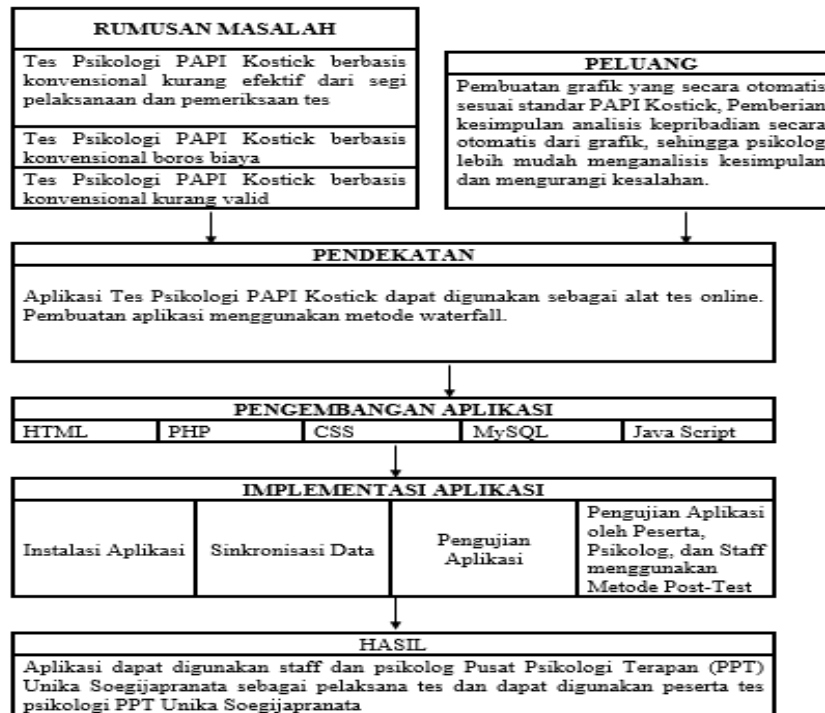 RUMUSAN MASALAH
Tes Psikologi PAPI Kostick berbasis
konvensional kurang efektif dari segi
pelaksanaan dan pemeriksaan tes
Tes Psikologi PAPI Kostick berbasis
konvensional boros biaya
Tes Psikologi PAPI Kostick berbasis
konvensional kurang valid
PELUANG
Pembuatan grafik yang secara otomatis
sesuai standar PAPI Kostick, Pemberian
kesimpulan analisis kepribadian secara
otomatis dari grafik, sehingga psikolog
lebih mudah menganalisis kesimpulan
dan mengurangi kesalahan.
PENDEKATAN
Aplikasi Tes Psikologi PAPI Kostick dapat digunakan sebagai alat tes online.
Pembuatan aplikasi menggunakan metode waterfall.
PENGEMBANGAN APLIKASI
HTML
PHP
CSS
MySQL
Java Script
IMPLEMENTASI APLIKASI
Instalasi Aplikasi
Sinkronisasi Data
Pengujian
Aplikasi
Pengujian Aplikasi
oleh Peserta,
Psikolog, dan Staff
menggunakan
Metode Post-Test
HASIL
Aplikasi dapat digunakan staff dan psikolog Pusat Psikologi Terapan (PPT)
Unika Soegijapranata sebagai pelaksana tes dan dapat digunakan peserta tes
psikologi PPT Unika Soegijapranata